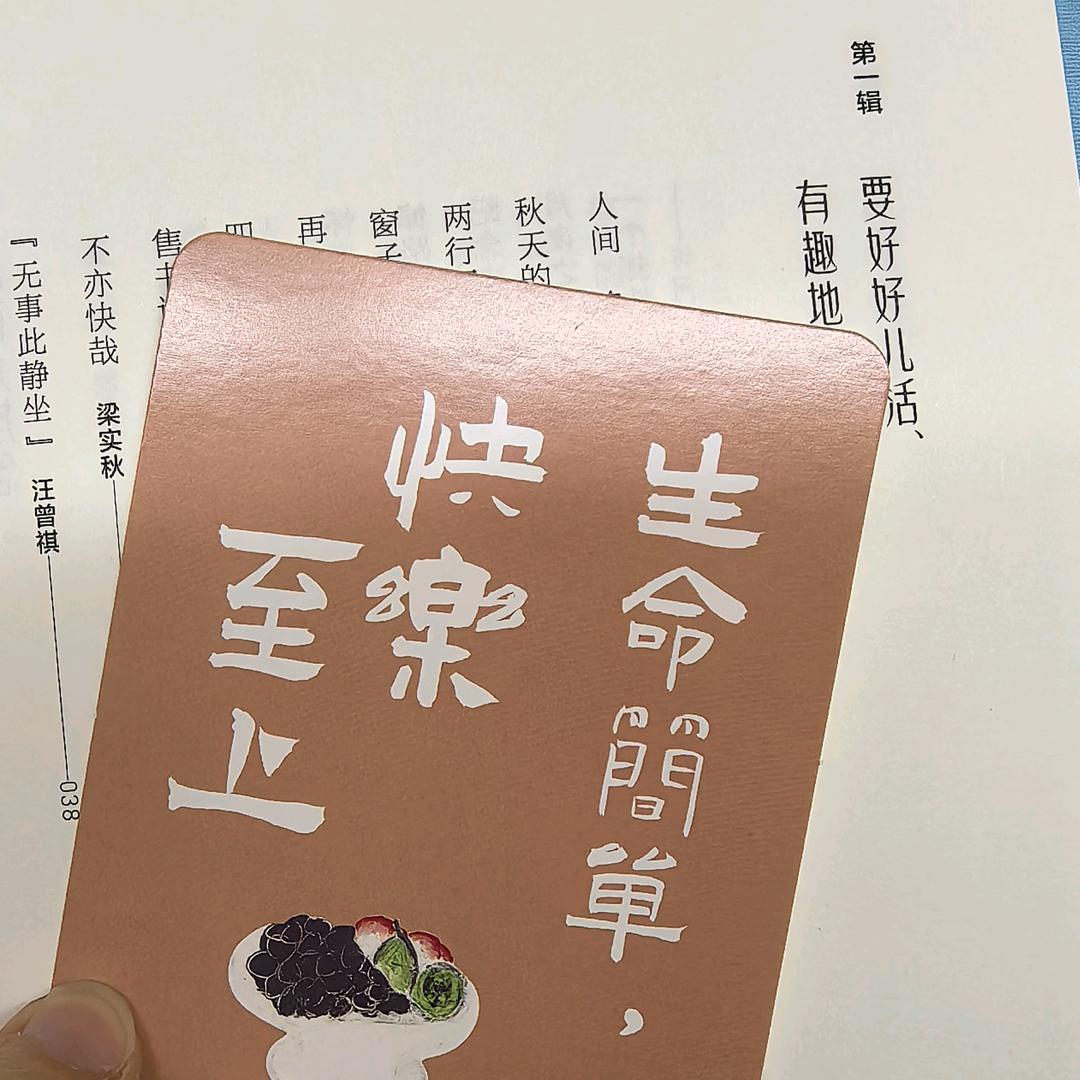 第一辑
要好好儿活、
有趣地
人间
秋天的
两行
窗子
再
四
售书
不亦快哉 梁实秋
『无事此静坐』 汪曾祺 038
生命簡單，
快樂
至上